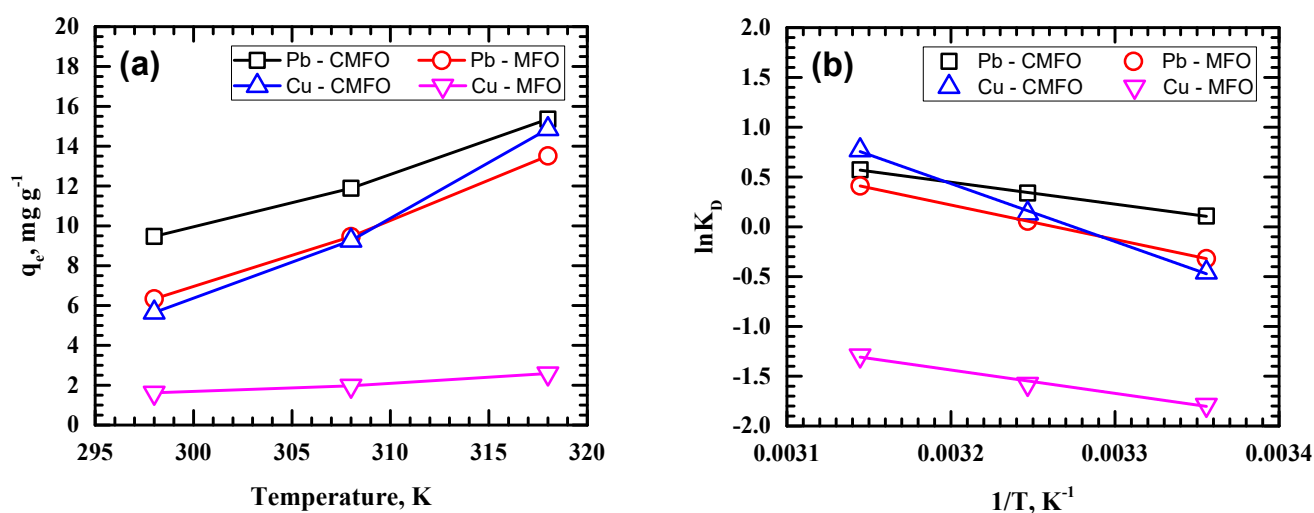 (a)
Pb - CMFO
Pb - MFO
Cu - CMFO
Cu - MFO
20
18
16
14
12
10
8
6
4
2
0
qe, mg g-1
295
300
305
310
315
320
Temperature, K
(b)
Pb - CMFO
Pb - MFO
Cu - CMFO
Cu - MFO
2.0
1.5
1.0
0.5
0.0
-0.5
-1.0
-1.5
-2.0
lnKD
0.0031
0.0032
0.0033
0.0034
1/T, K-1